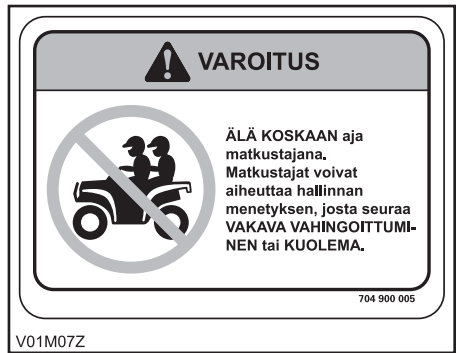 VAROITUS
ÄLÄ KOSKAAN aja
matkustajana.
Matkustajat voivat
aiheuttaa hallinnan
menetyksen, josta seuraa
VAKAVA VAHINGOITTUMI-
NEN tai KUOLEMA.
704 900 005
V01M07Z